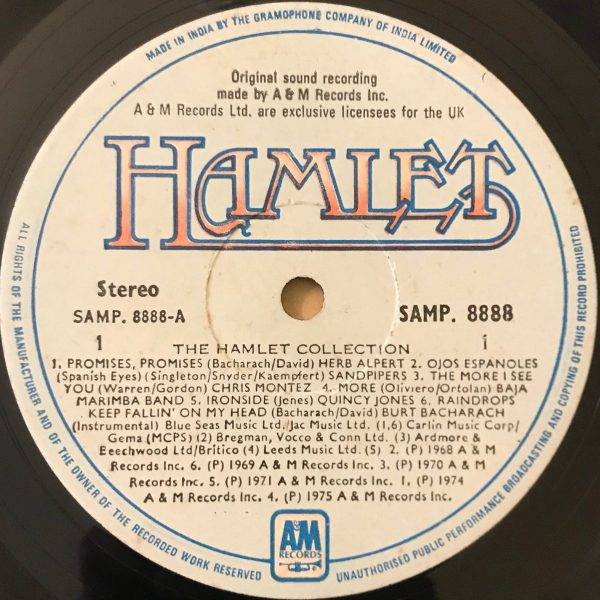 MADE IN INDIA BY THE GRAMOPHONE COMPANY OF INDIA LIMITED
Original sound recording
made by A & M Records Inc.
A & M Records Ltd. are exclusive licensees for the UK
HAMLET
Stereo
SAMP. 8888-A
SAMP. 8888
1
i
THE HAMLET COLLECTION
1. PROMISES, PROMISES (Bacharach/David) HERB ALPERT 2. OJOS ESPANOLES
(Spanish Eyes) (Singleton/Snyder/Kaempfert) SANDPIPERS 3. THE MORE I SEE
YOU (Warren/Gordon) CHRIS MONTEZ 4. MORE (Oliviero/Ortolan) BAJA
MARIMBA BAND 5. IRONSIDE (Jones) QUINCY JONES 6. RAINDROPS
KEEP FALLIN' ON MY HEAD (Bacharach/David) BURT BACHARACH
(Instrumental) Blue Seas Music Ltd./Jac Music Ltd. (1,6) Carlin Music Corp/
Gema (MCPS) (2) Bregman, Vocco & Conn Ltd. (3) Ardmore &
Beechwood Ltd/Britico (4) Leeds Music Ltd. (5) 2. (P) 1968 A & M
Records Inc. 6. (P) 1969 A & M Records Inc. 3. (P) 1970 A & M
Records Inc. 5. (P) 1971 A & M Records Inc. 1. (P) 1974
A & M Records Inc. 4. (P) 1975 A & M Records Inc.
A&M
RECORDS
ALL RIGHTS OF THE MANUFACTURER AND OF THE OWNER OF THE RECORDED WORK RESERVED
UNAUTHORISED PUBLIC PERFORMANCE BROADCASTING AND COPYING OF THIS RECORD PROHIBITED